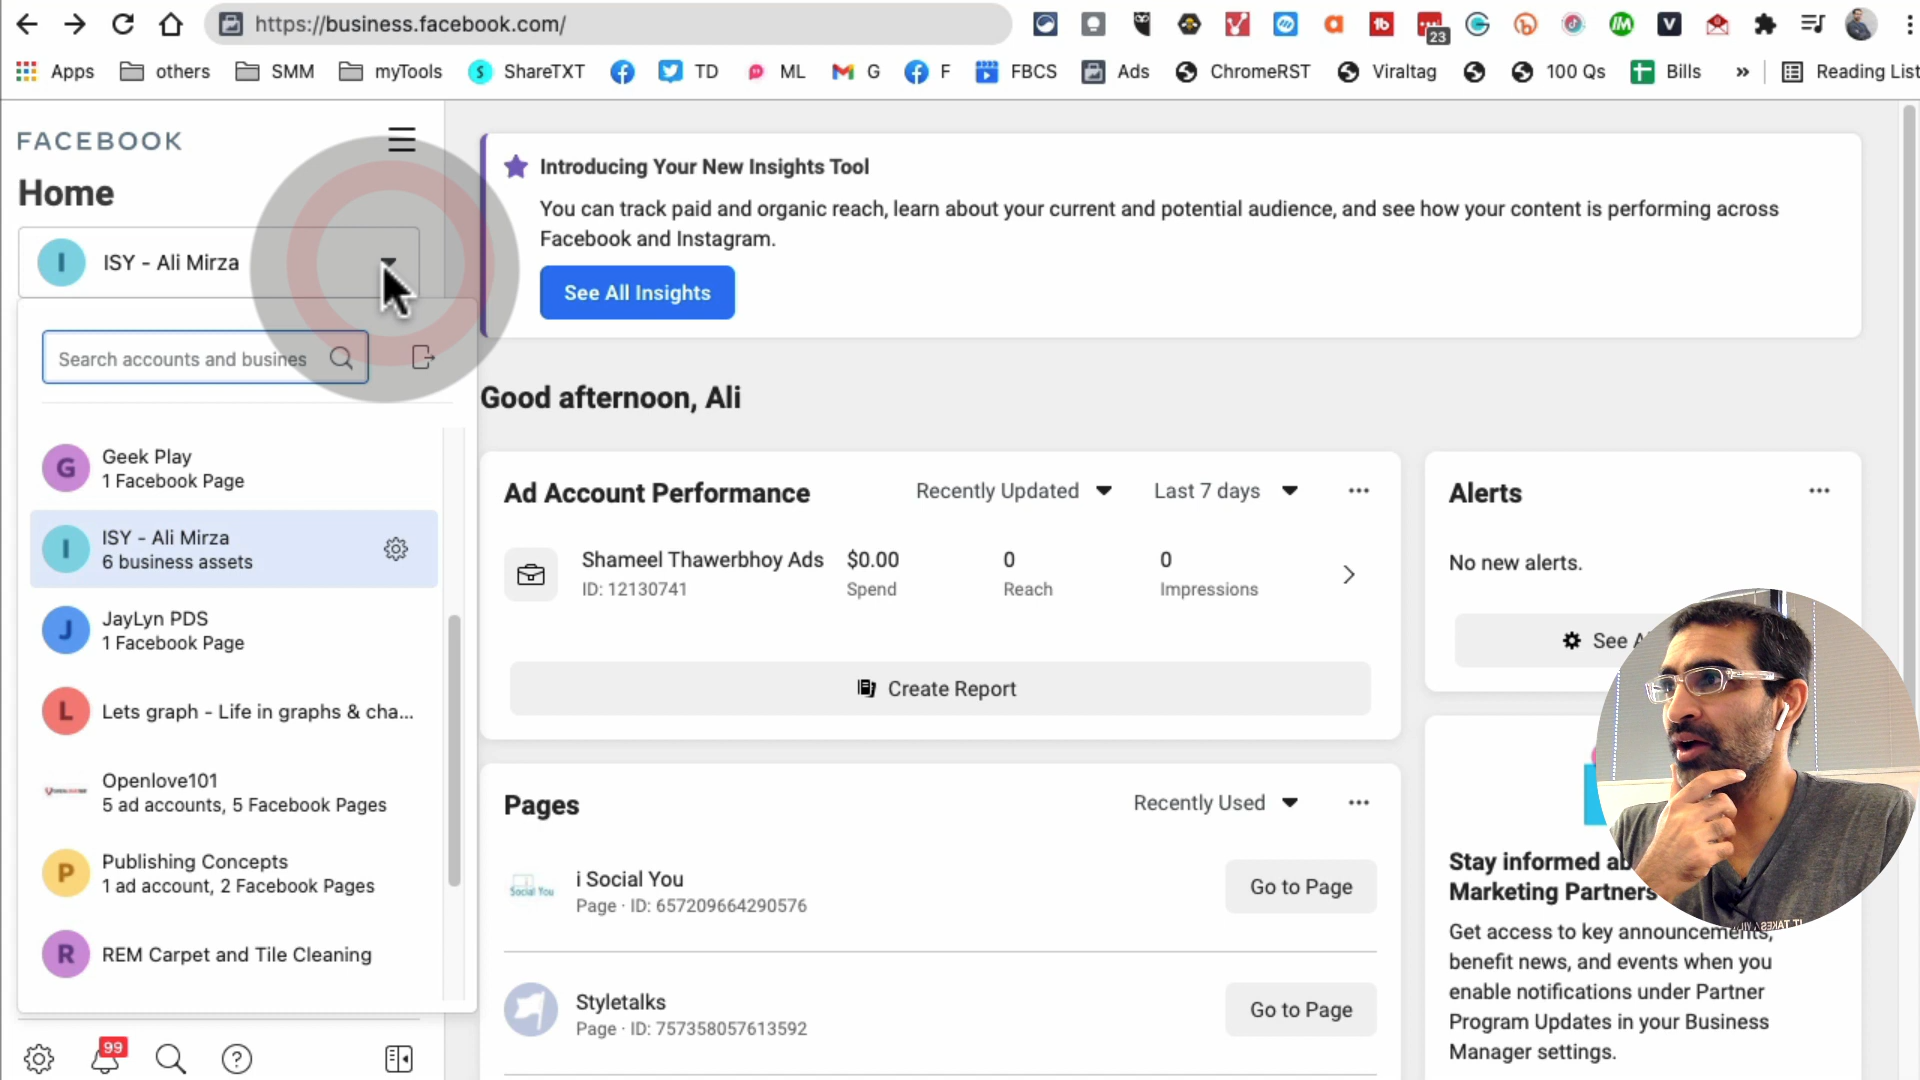 https://business.facebook.com/
23
Apps
others
SMM
myTools
ShareTXT
TD
ML
G
F
FBCS
Ads
ChromeRST
Viraltag
100 Qs
Bills
»
Reading List
FACEBOOK
Home
I
ISY - Ali Mirza
Search accounts and busines
G
Geek Play
1 Facebook Page
I
ISY - Ali Mirza
6 business assets
J
JayLyn PDS
1 Facebook Page
L
Lets graph - Life in graphs & cha...
Openlove101
5 ad accounts, 5 Facebook Pages
P
Publishing Concepts
1 ad account, 2 Facebook Pages
R
REM Carpet and Tile Cleaning
99
Introducing Your New Insights Tool
You can track paid and organic reach, learn about your current and potential audience, and see how your content is performing across
Facebook and Instagram.
See All Insights
Good afternoon, Ali
Ad Account Performance
Recently Updated
Last 7 days
Shameel Thawerbhoy Ads
ID: 12130741
$0.00
Spend
0
Reach
0
Impressions
Create Report
Pages
Recently Used
Social You
i Social You
Page · ID: 657209664290576
Go to Page
Styletalks
Page · ID: 757358057613592
Go to Page
Alerts
No new alerts.
See
Stay informed
Marketing Partners
Get access to key announcements,
benefit news, and events when you
enable notifications under Partner
Program Updates in your Business
Manager settings.